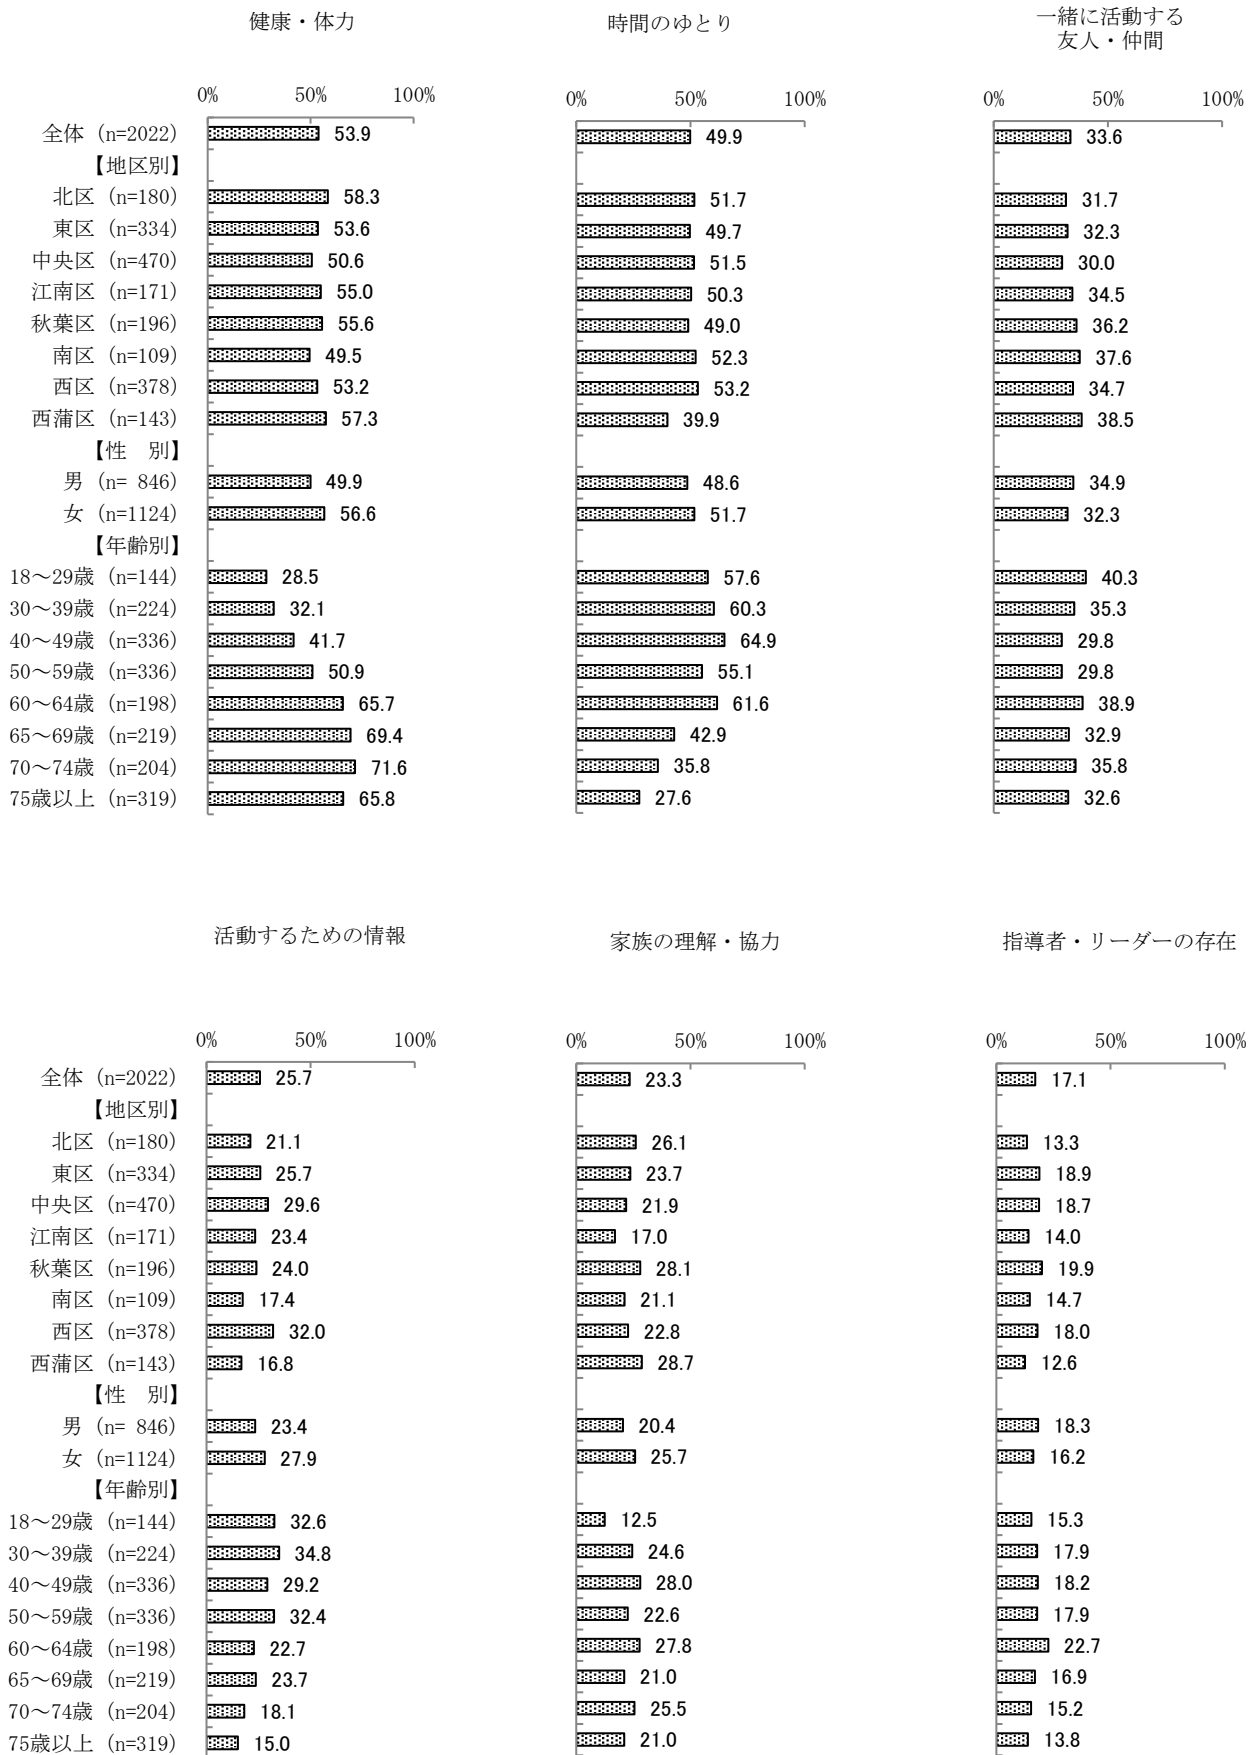 健康・体力
時間のゆとり
一緒に活動する
友人・仲間
0% 50% 100%
0% 50% 100%
0% 50% 100%
全体 (n=2022) 53.9 49.9 33.6
【地区別】
北区 (n=180) 58.3 51.7 31.7
東区 (n=334) 53.6 49.7 32.3
中央区 (n=470) 50.6 51.5 30.0
江南区 (n=171) 55.0 50.3 34.5
秋葉区 (n=196) 55.6 49.0 36.2
南区 (n=109) 49.5 52.3 37.6
西区 (n=378) 53.2 53.2 34.7
西蒲区 (n=143) 57.3 39.9 38.5
【性　別】
男 (n= 846) 49.9 48.6 34.9
女 (n=1124) 56.6 51.7 32.3
【年齢別】
18～29歳 (n=144) 28.5 57.6 40.3
30～39歳 (n=224) 32.1 60.3 35.3
40～49歳 (n=336) 41.7 64.9 29.8
50～59歳 (n=336) 50.9 55.1 29.8
60～64歳 (n=198) 65.7 61.6 38.9
65～69歳 (n=219) 69.4 42.9 32.9
70～74歳 (n=204) 71.6 35.8 35.8
75歳以上 (n=319) 65.8 27.6 32.6
活動するための情報
家族の理解・協力
指導者・リーダーの存在
0% 50% 100%
0% 50% 100%
0% 50% 100%
全体 (n=2022) 25.7 23.3 17.1
【地区別】
北区 (n=180) 21.1 26.1 13.3
東区 (n=334) 25.7 23.7 18.9
中央区 (n=470) 29.6 21.9 18.7
江南区 (n=171) 23.4 17.0 14.0
秋葉区 (n=196) 24.0 28.1 19.9
南区 (n=109) 17.4 21.1 14.7
西区 (n=378) 32.0 22.8 18.0
西蒲区 (n=143) 16.8 28.7 12.6
【性　別】
男 (n= 846) 23.4 20.4 18.3
女 (n=1124) 27.9 25.7 16.2
【年齢別】
18～29歳 (n=144) 32.6 12.5 15.3
30～39歳 (n=224) 34.8 24.6 17.9
40～49歳 (n=336) 29.2 28.0 18.2
50～59歳 (n=336) 32.4 22.6 17.9
60～64歳 (n=198) 22.7 27.8 22.7
65～69歳 (n=219) 23.7 21.0 16.9
70～74歳 (n=204) 18.1 25.5 15.2
75歳以上 (n=319) 15.0 21.0 13.8